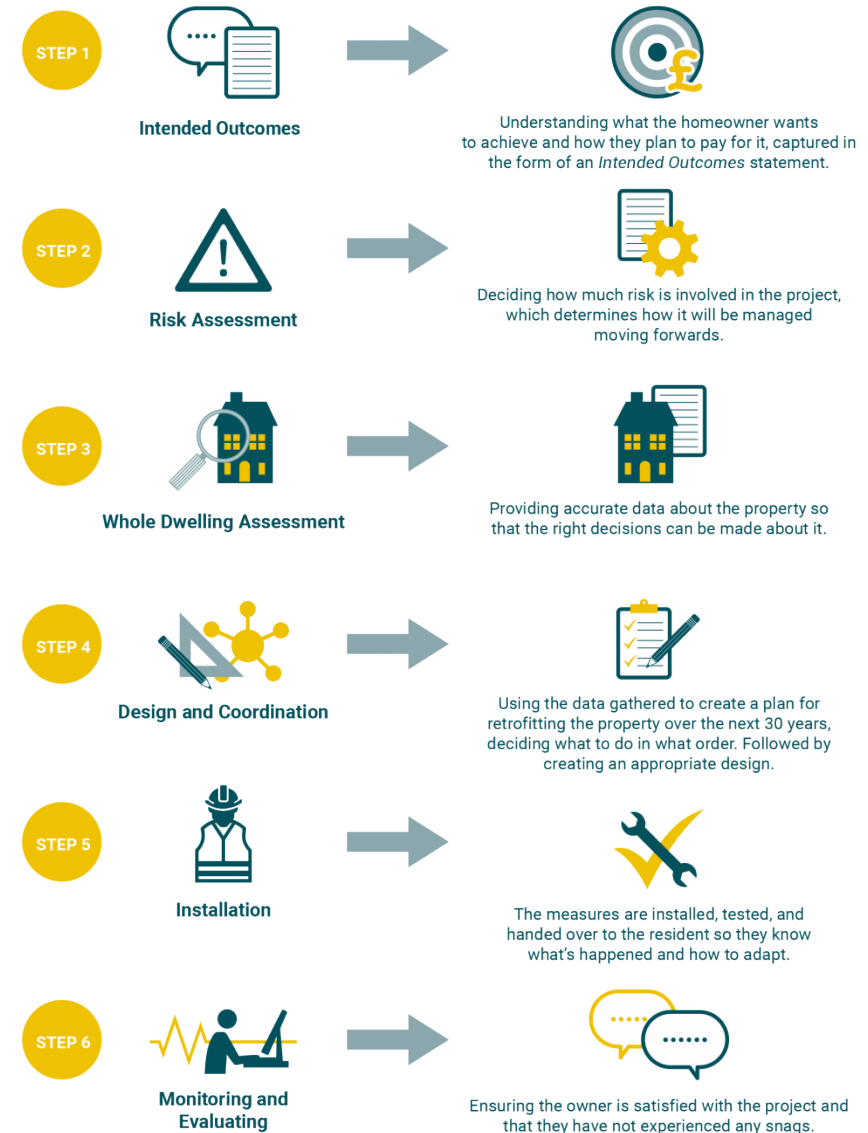 STEP 1
Intended Outcomes
Understanding what the homeowner wants
to achieve and how they plan to pay for it, captured in
the form of an Intended Outcomes statement.
STEP 2
Risk Assessment
Deciding how much risk is involved in the project,
which determines how it will be managed
moving forwards.
STEP 3
Whole Dwelling Assessment
Providing accurate data about the property so
that the right decisions can be made about it.
STEP 4
Design and Coordination
Using the data gathered to create a plan for
retrofitting the property over the next 30 years,
deciding what to do in what order. Followed by
creating an appropriate design.
STEP 5
Installation
The measures are installed, tested, and
handed over to the resident so they know
what's happened and how to adapt.
STEP 6
Monitoring and
Evaluating
Ensuring the owner is satisfied with the project and
that they have not experienced any snags.